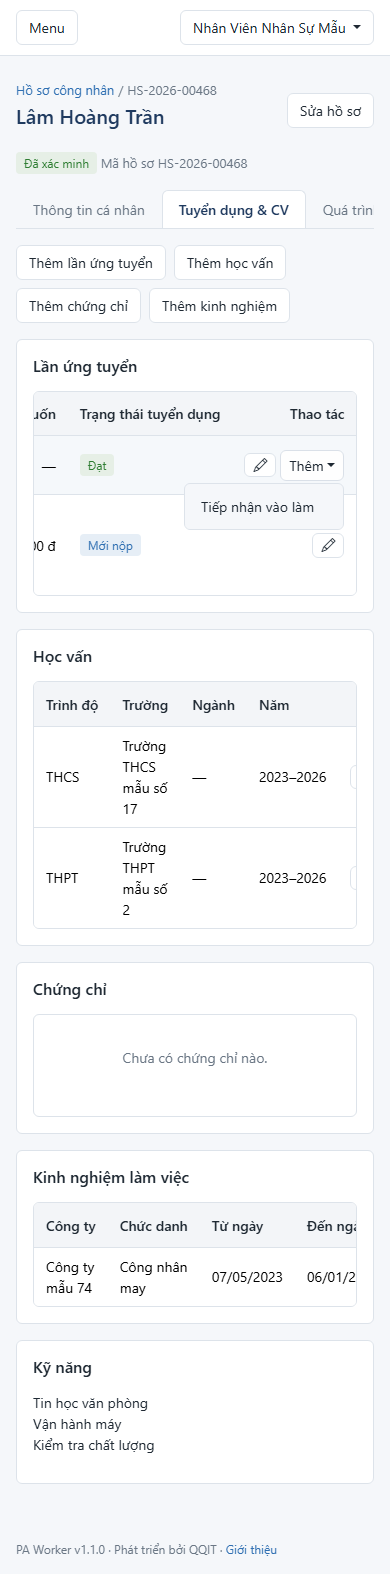 Menu
Nhân Viên Nhân Sự Mẫu
Hồ sơ công nhân / HS-2026-00468
Lâm Hoàng Trần
Sửa hồ sơ
Đã xác minh Mã hồ sơ HS-2026-00468
Thông tin cá nhân Tuyển dụng & CV Quá trìn
Thêm lần ứng tuyển Thêm học vấn
Thêm chứng chỉ Thêm kinh nghiệm
Lần ứng tuyển
uốn Trạng thái tuyển dụng Thao tác
— Đạt Thêm
Tiếp nhận vào làm
00 đ Mới nộp
Học vấn
Trình độ Trường Ngành Năm
THCS Trường THCS mẫu số 17 — 2023–2026
THPT Trường THPT mẫu số 2 — 2023–2026
Chứng chỉ
Chưa có chứng chỉ nào.
Kinh nghiệm làm việc
Công ty Chức danh Từ ngày Đến ngà
Công ty mẫu 74 Công nhân may 07/05/2023 06/01/2
Kỹ năng
Tin học văn phòng
Vận hành máy
Kiểm tra chất lượng
PA Worker v1.1.0 · Phát triển bởi QQIT · Giới thiệu